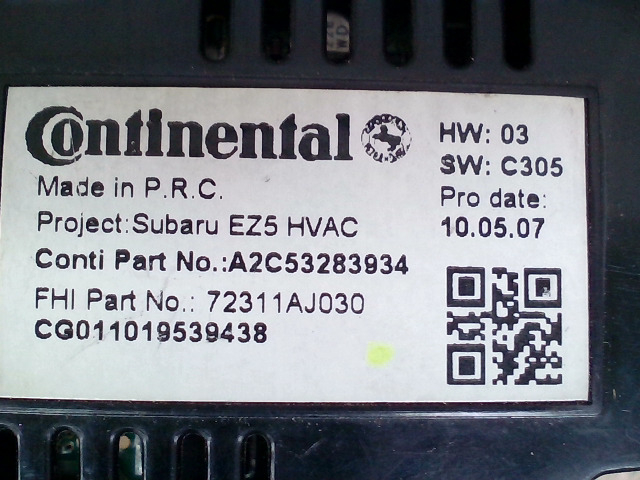 Continental
HW: 03
SW: C305
Made in P.R.C.
Pro date:
Project:Subaru EZ5 HVAC
10.05.07
Conti Part No.:A2C53283934
FHI Part No.: 72311AJ030
CG011019539438